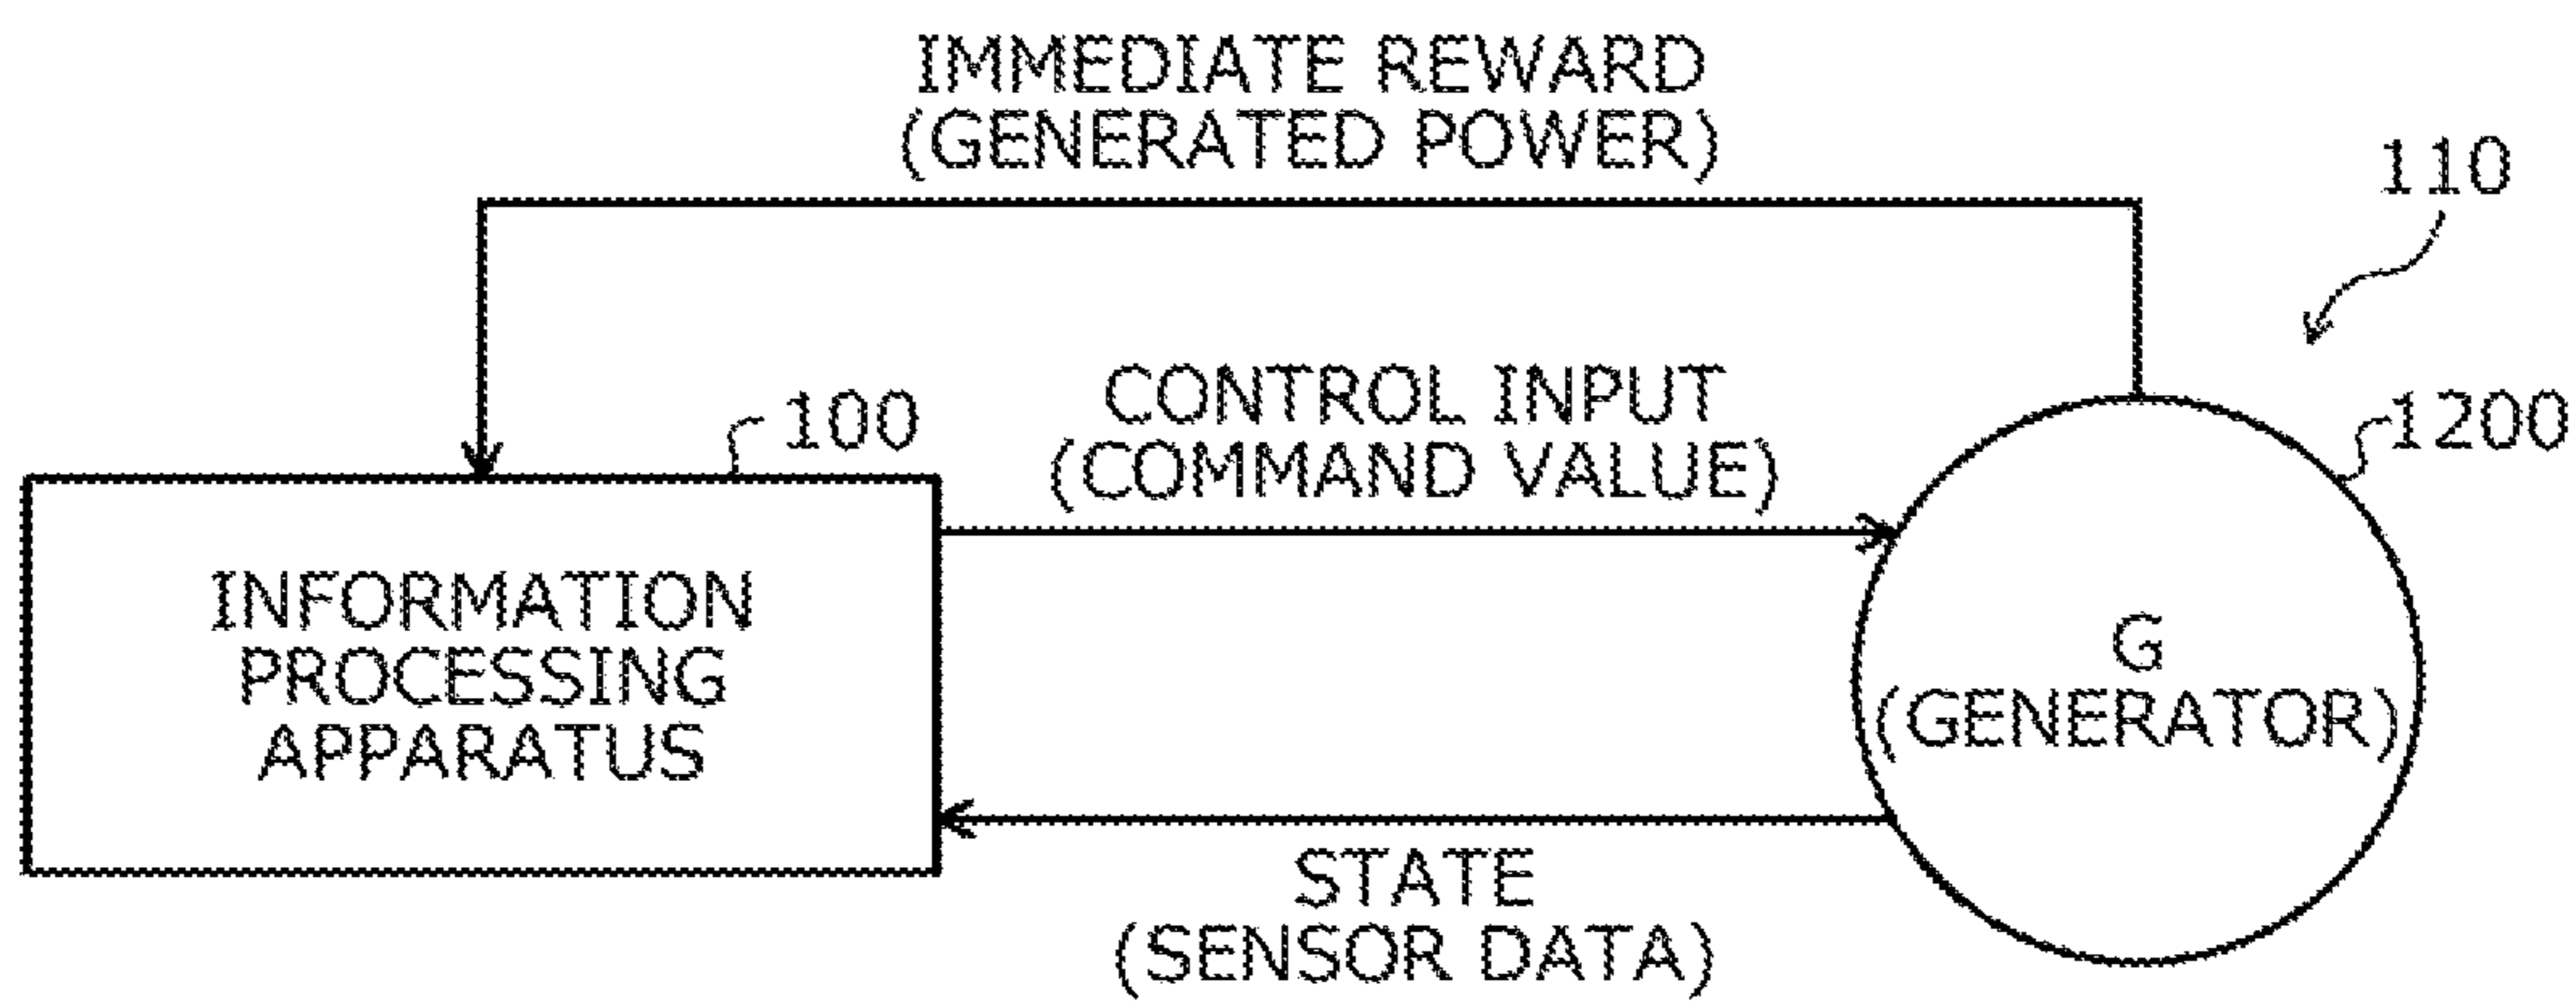 IMMEDIATE REWARD
(GENERATED POWER)
110
CONTROL INPUT
(COMMAND VALUE)
100
1200
INFORMATION
PROCESSING
APPARATUS
G
(GENERATOR)
STATE
(SENSOR DATA)